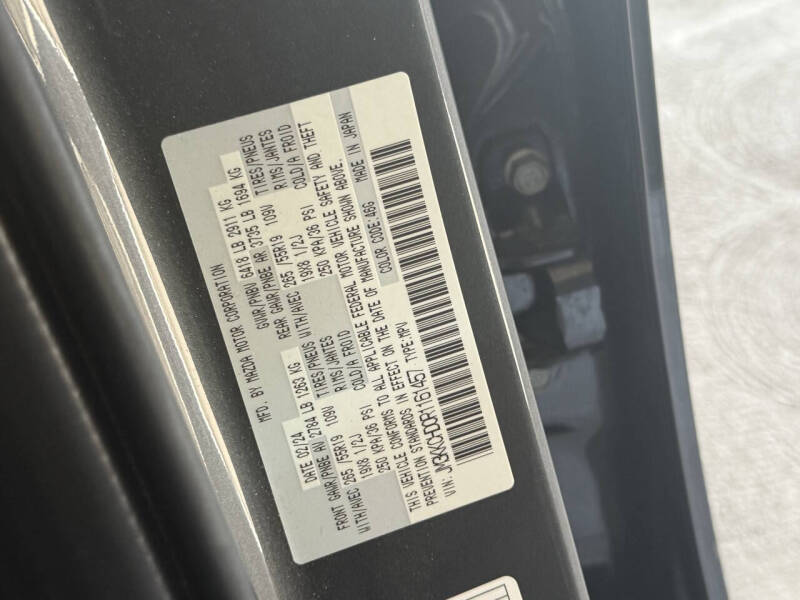 MFD. BY MAZDA MOTOR CORPORATION
DATE 02/24 GVWR/PNBV 6418 LB 2911 KG
FRONT GAWR/PNBE AV 2784 LB 1263 KG REAR GAWR/PNBE AR 3735 LB 1694 KG
WITH/AVEC 265 /55R19 109V TIRES/PNEUS WITH/AVEC 265 /55R19 109V TIRES/PNEUS
19X8 1/2J RIMS/JANTES 19X8 1/2J RIMS/JANTES
250 KPA/36 PSI COLD/A FROID 250 KPA/36 PSI COLD/A FROID
THIS VEHICLE CONFORMS TO ALL APPLICABLE FEDERAL MOTOR VEHICLE SAFETY AND THEFT
PREVENTION STANDARDS IN EFFECT ON THE DATE OF MANUFACTURE SHOWN ABOVE.
TYPE:MPV COLOR CODE:46G MADE IN JAPAN
VIN: